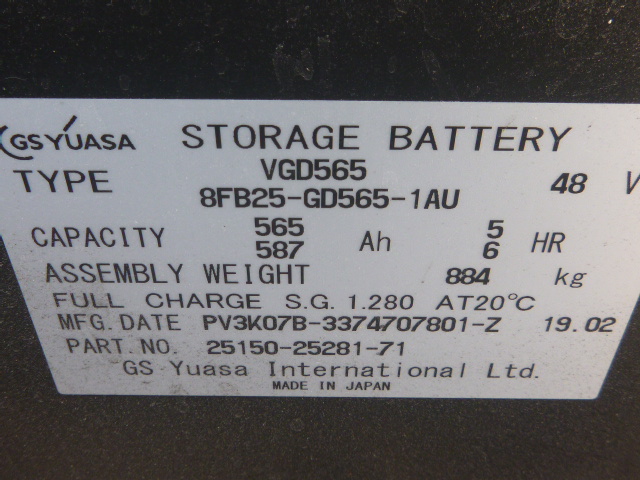 GS YUASA STORAGE BATTERY
TYPE VGD565 48 V
8FB25-GD565-1AU
CAPACITY 565 Ah 5 HR
587 6
ASSEMBLY WEIGHT 884 kg
FULL CHARGE S.G. 1.280 AT20°C
MFG.DATE PV3K07B-3374707801-Z 19.02
PART.NO. 25150-25281-71
GS Yuasa International Ltd.
MADE IN JAPAN